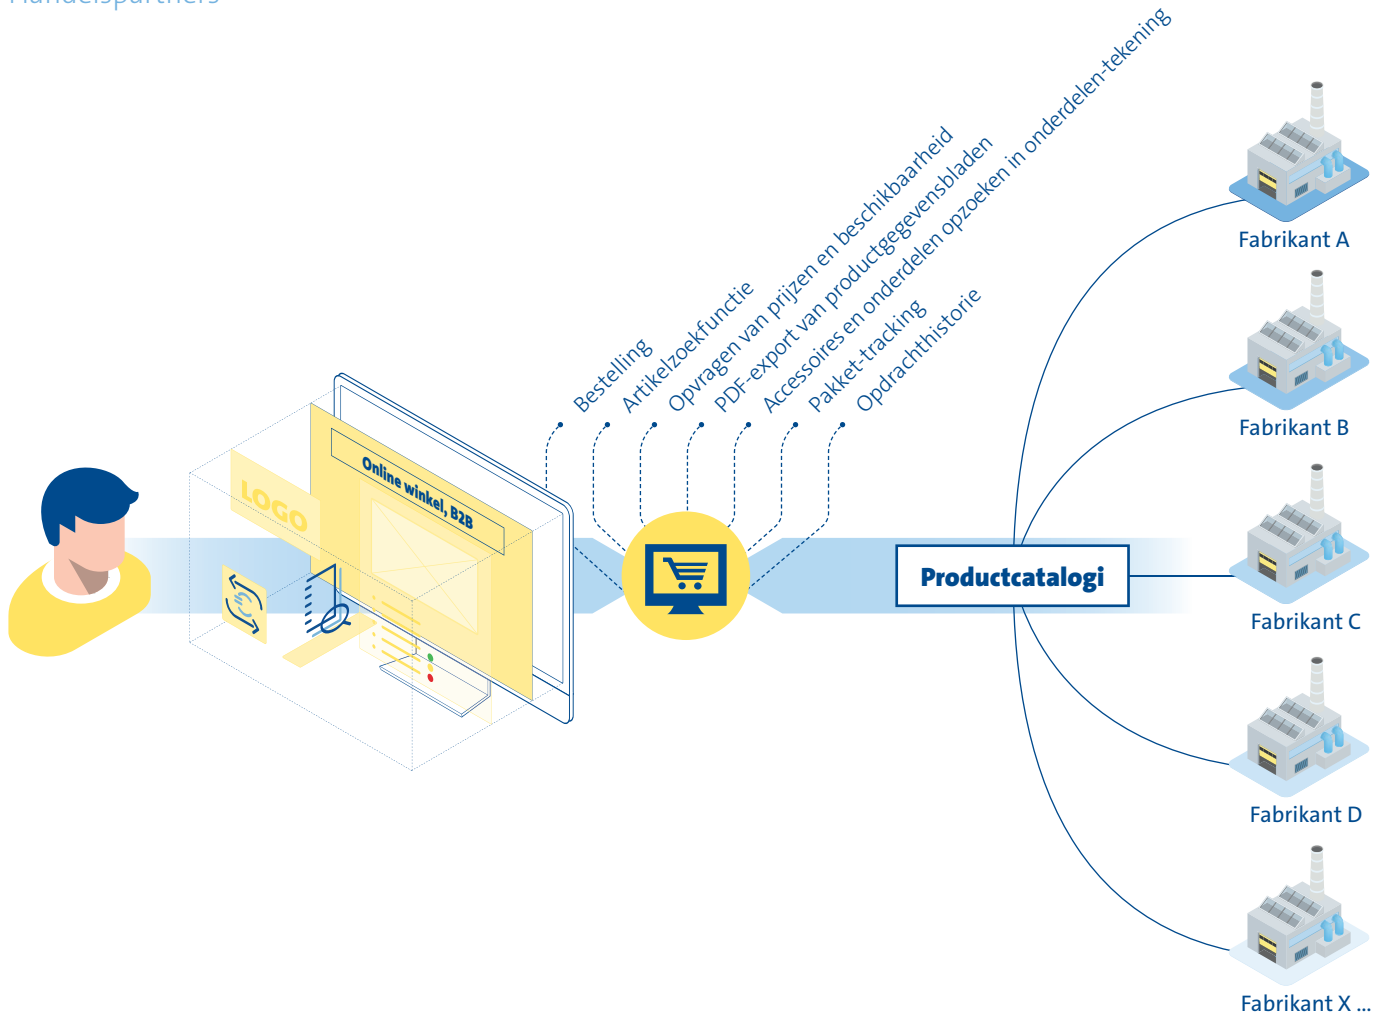 Handelspartners
Bestelling
Artikelzoekfunctie
Opvragen van prijzen en beschikbaarheid
PDF-export van productgegevensbladen
Accessoires en onderdelen opzoeken in onderdelen-tekening
Pakket-tracking
Opdrachthistorie
LOGO
Online winkel, B2B
Productcatalogi
Fabrikant A
Fabrikant B
Fabrikant C
Fabrikant D
Fabrikant X ...